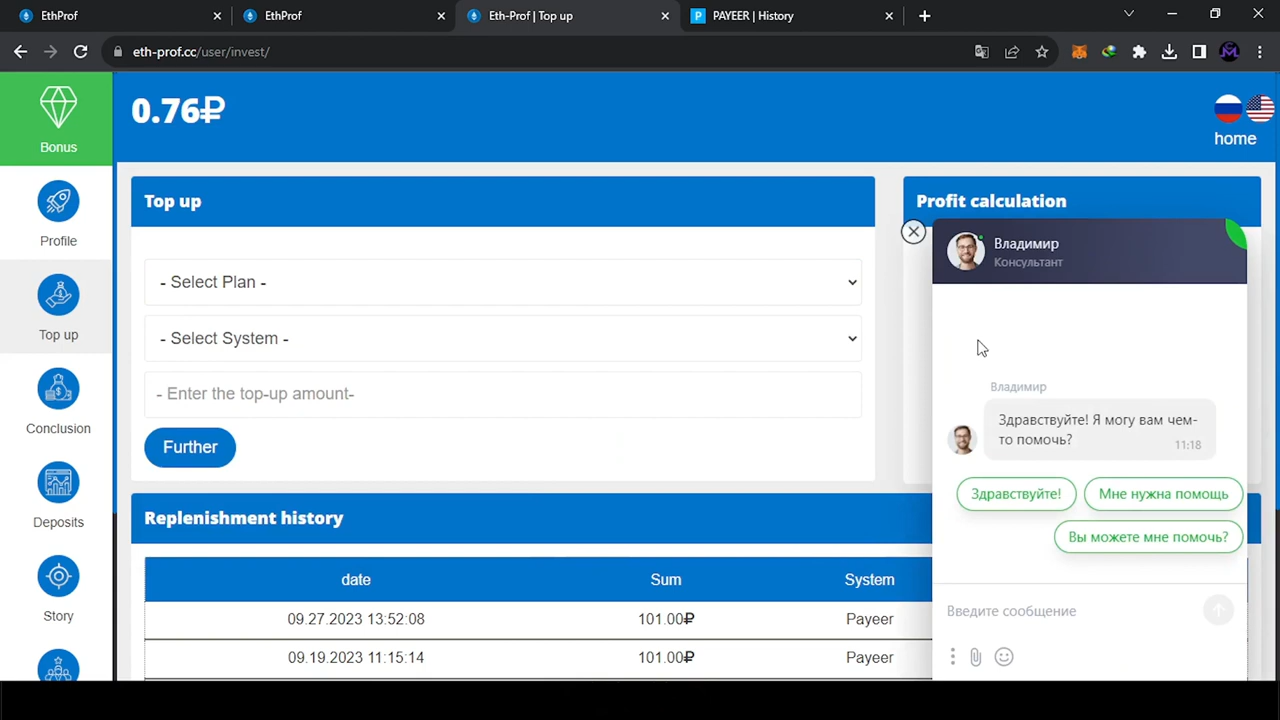 EthProf
EthProf
Eth-Prof | Top up
P PAYEER | History
eth-prof.cc/user/invest/
Bonus
Profile
Top up
Conclusion
Deposits
Story
0.76₽
home
Top up
- Select Plan -
- Select System -
- Enter the top-up amount-
Further
Profit calculation
Replenishment history
date Sum System
09.27.2023 13:52:08 101.00₽ Payeer
09.19.2023 11:15:14 101.00₽ Payeer
Владимир
Консультант
Владимир
Здравствуйте! Я могу вам чем-
то помочь?
11:18
Здравствуйте! Мне нужна помощь
Вы можете мне помочь?
Введите сообщение